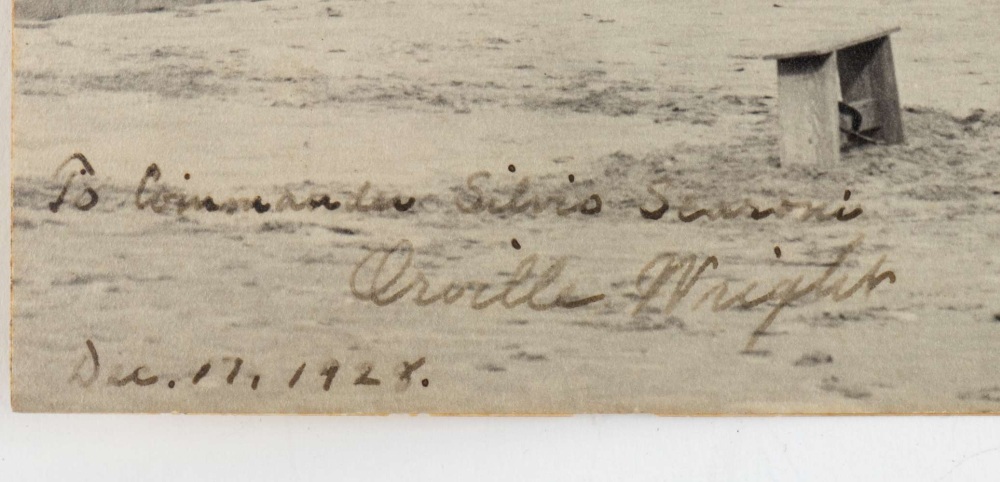 To Commander Silvio Scaroni
Orville Wright
Dec. 17, 1928.